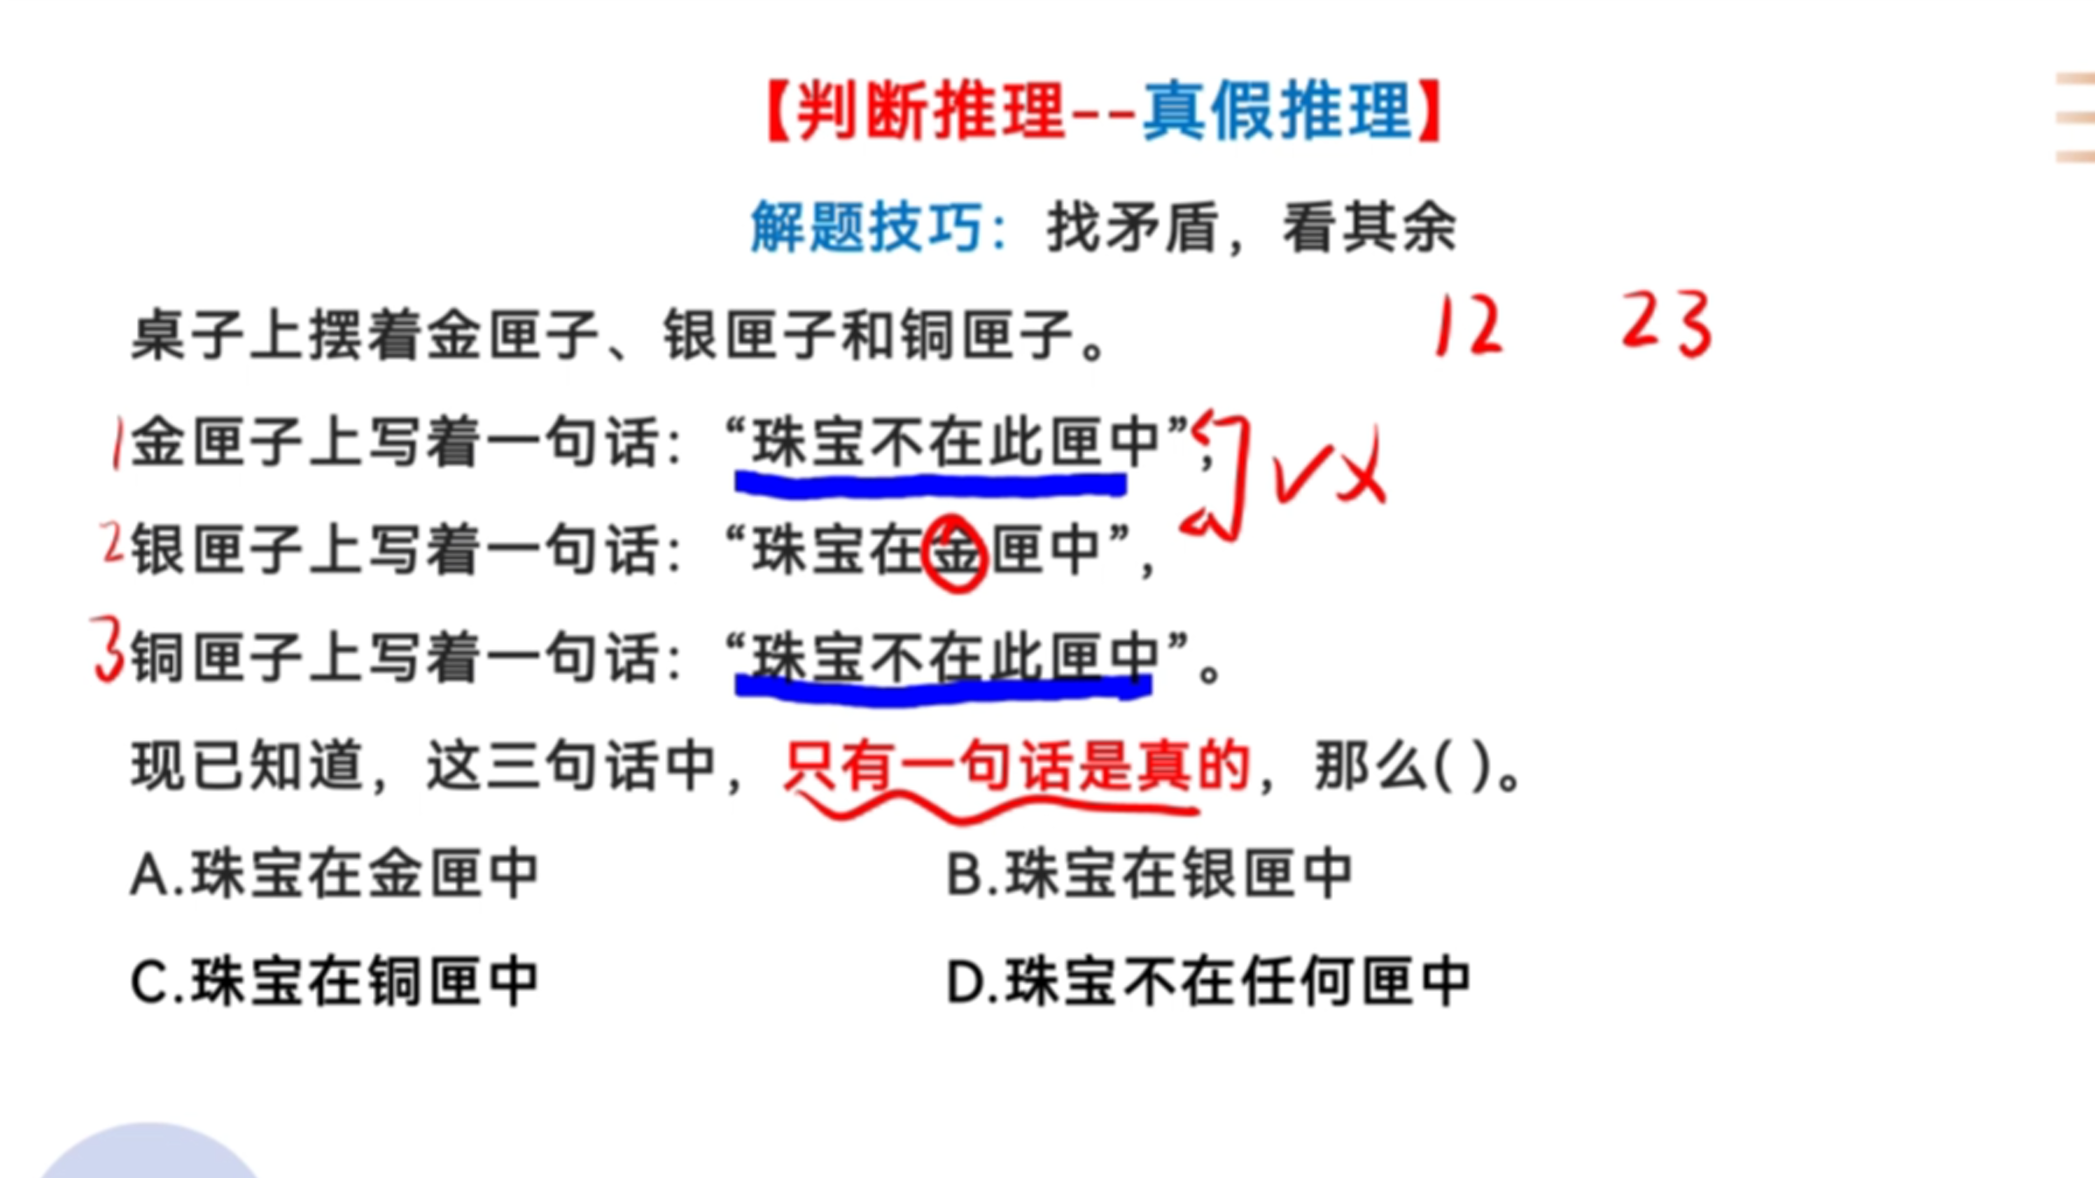 【判断推理--真假推理】
解题技巧：找矛盾，看其余
12 23
桌子上摆着金匣子、银匣子和铜匣子。
1金匣子上写着一句话：“珠宝不在此匣中”；
2银匣子上写着一句话：“珠宝在金匣中”，
3铜匣子上写着一句话：“珠宝不在此匣中”。
现已知道，这三句话中，只有一句话是真的，那么( )。
A.珠宝在金匣中 B.珠宝在银匣中
C.珠宝在铜匣中 D.珠宝不在任何匣中